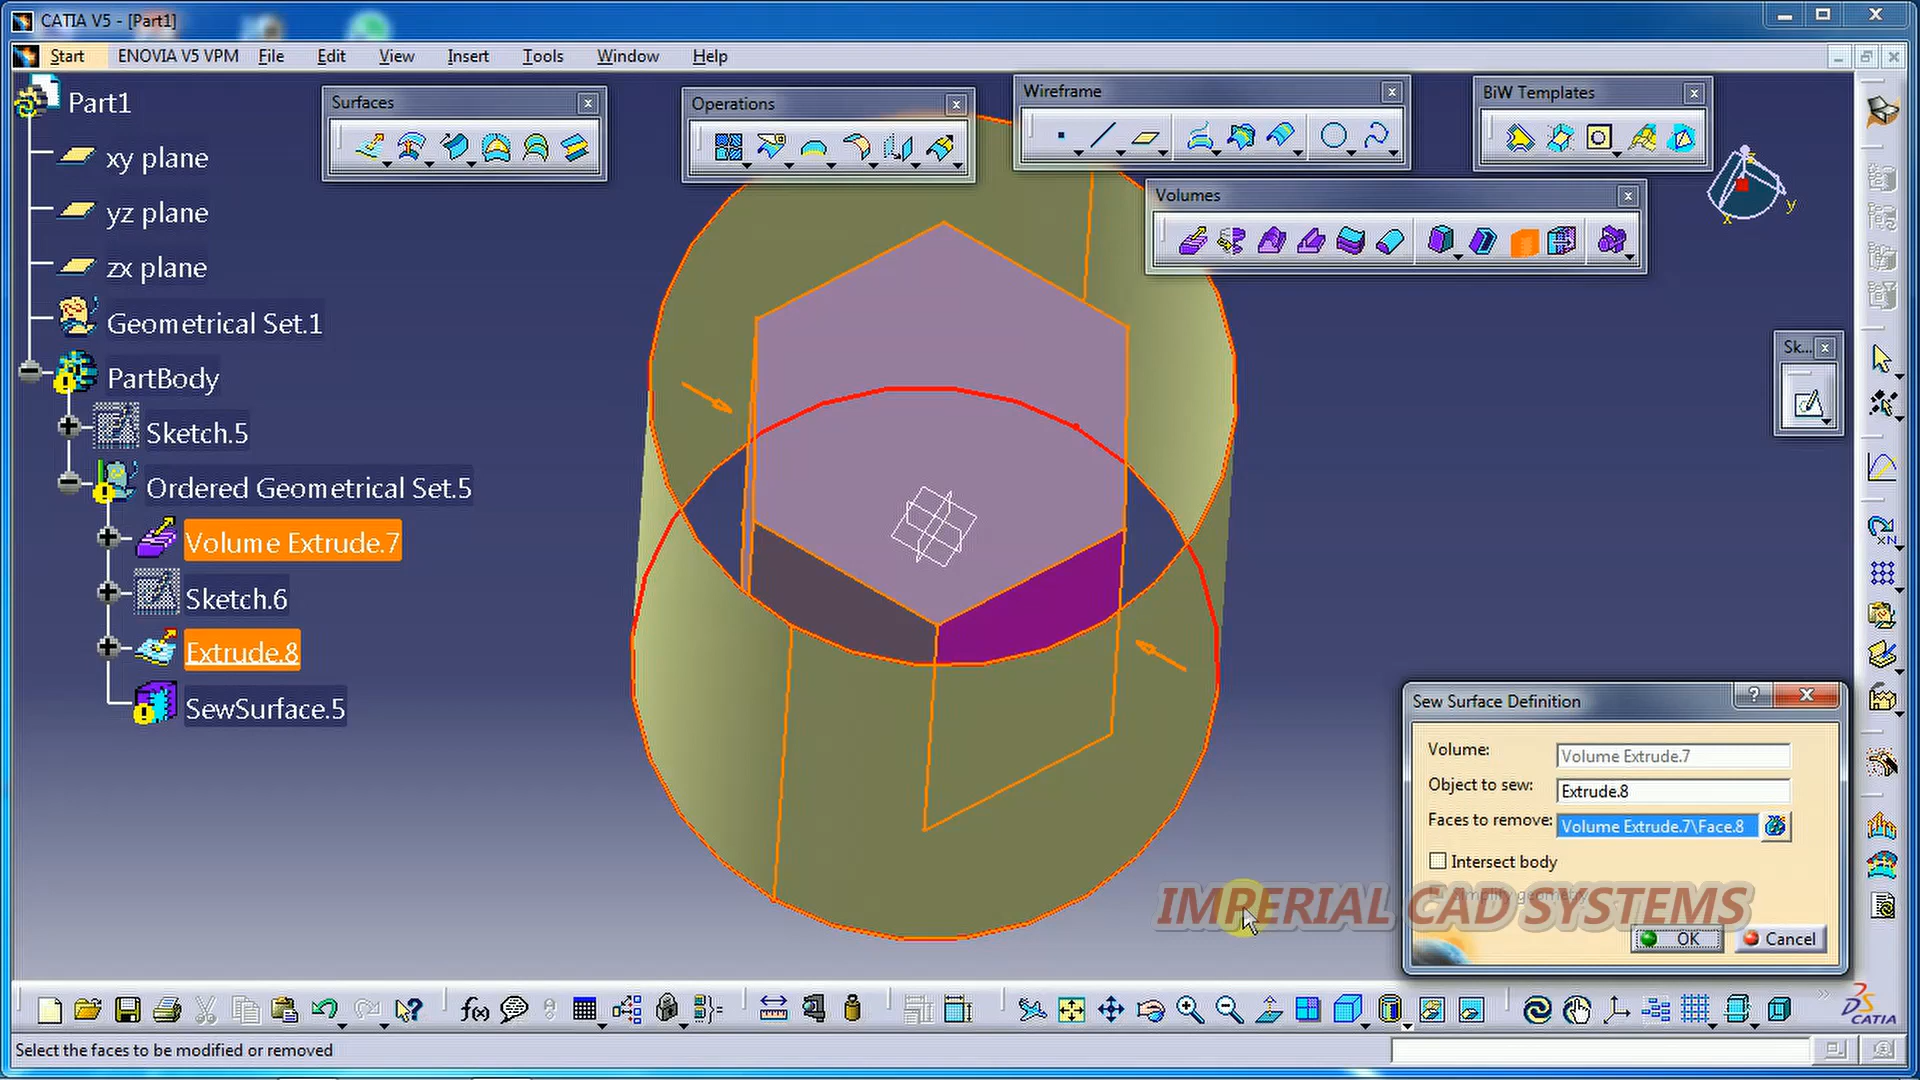 CATIA V5 - [Part1]
Start ENOVIA V5 VPM File Edit View Insert Tools Window Help
Part1
xy plane
yz plane
zx plane
Geometrical Set.1
PartBody
Sketch.5
Ordered Geometrical Set.5
Volume Extrude.7
Sketch.6
Extrude.8
SewSurface.5
Surfaces
Operations
Wireframe
BiW Templates
Volumes
Sk...
z
y
x
Sew Surface Definition
Volume: Volume Extrude.7
Object to sew: Extrude.8
Faces to remove: Volume Extrude.7\Face.8
Intersect body
Simplify geometry
IMPERIAL CAD SYSTEMS
OK Cancel
f(x)
CATIA
Select the faces to be modified or removed